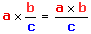 a × b/c = a × b/c